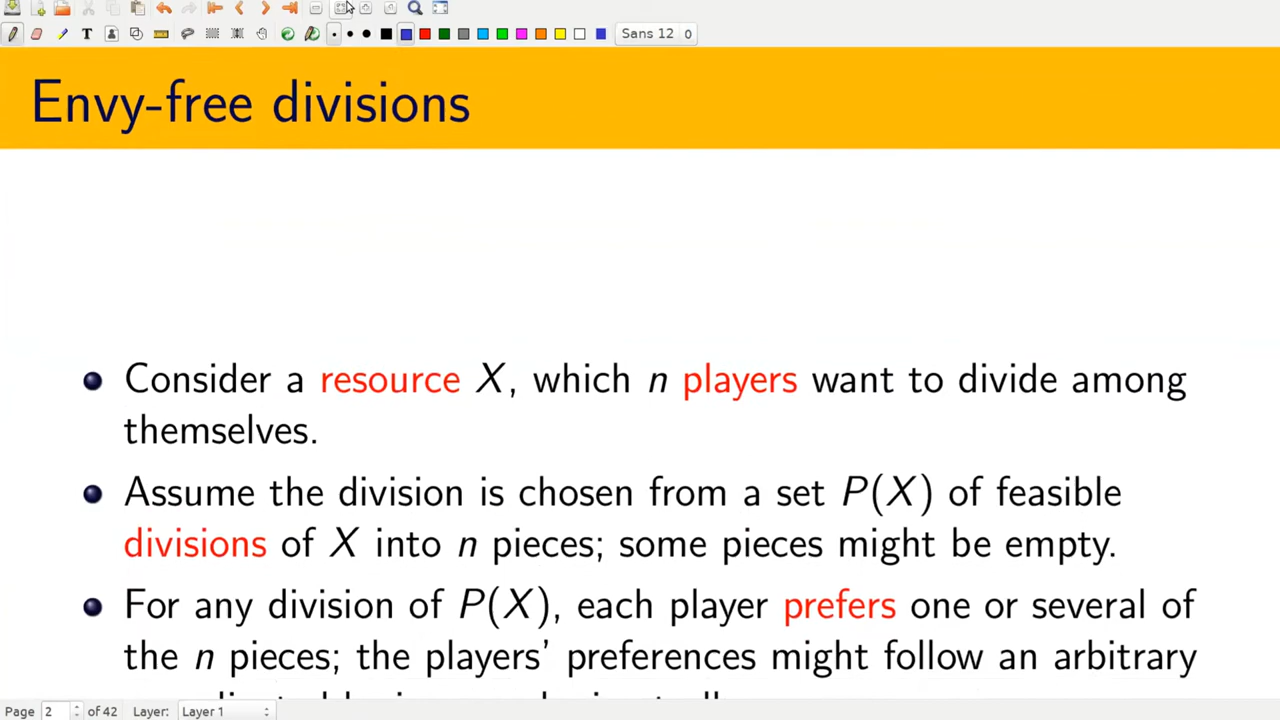 Sans 12 0
Envy-free divisions
Consider a resource X, which n players want to divide among
themselves.
Assume the division is chosen from a set P(X) of feasible
divisions of X into n pieces; some pieces might be empty.
For any division of P(X), each player prefers one or several of
the n pieces; the players' preferences might follow an arbitrary
Page 2 of 42 Layer: Layer 1